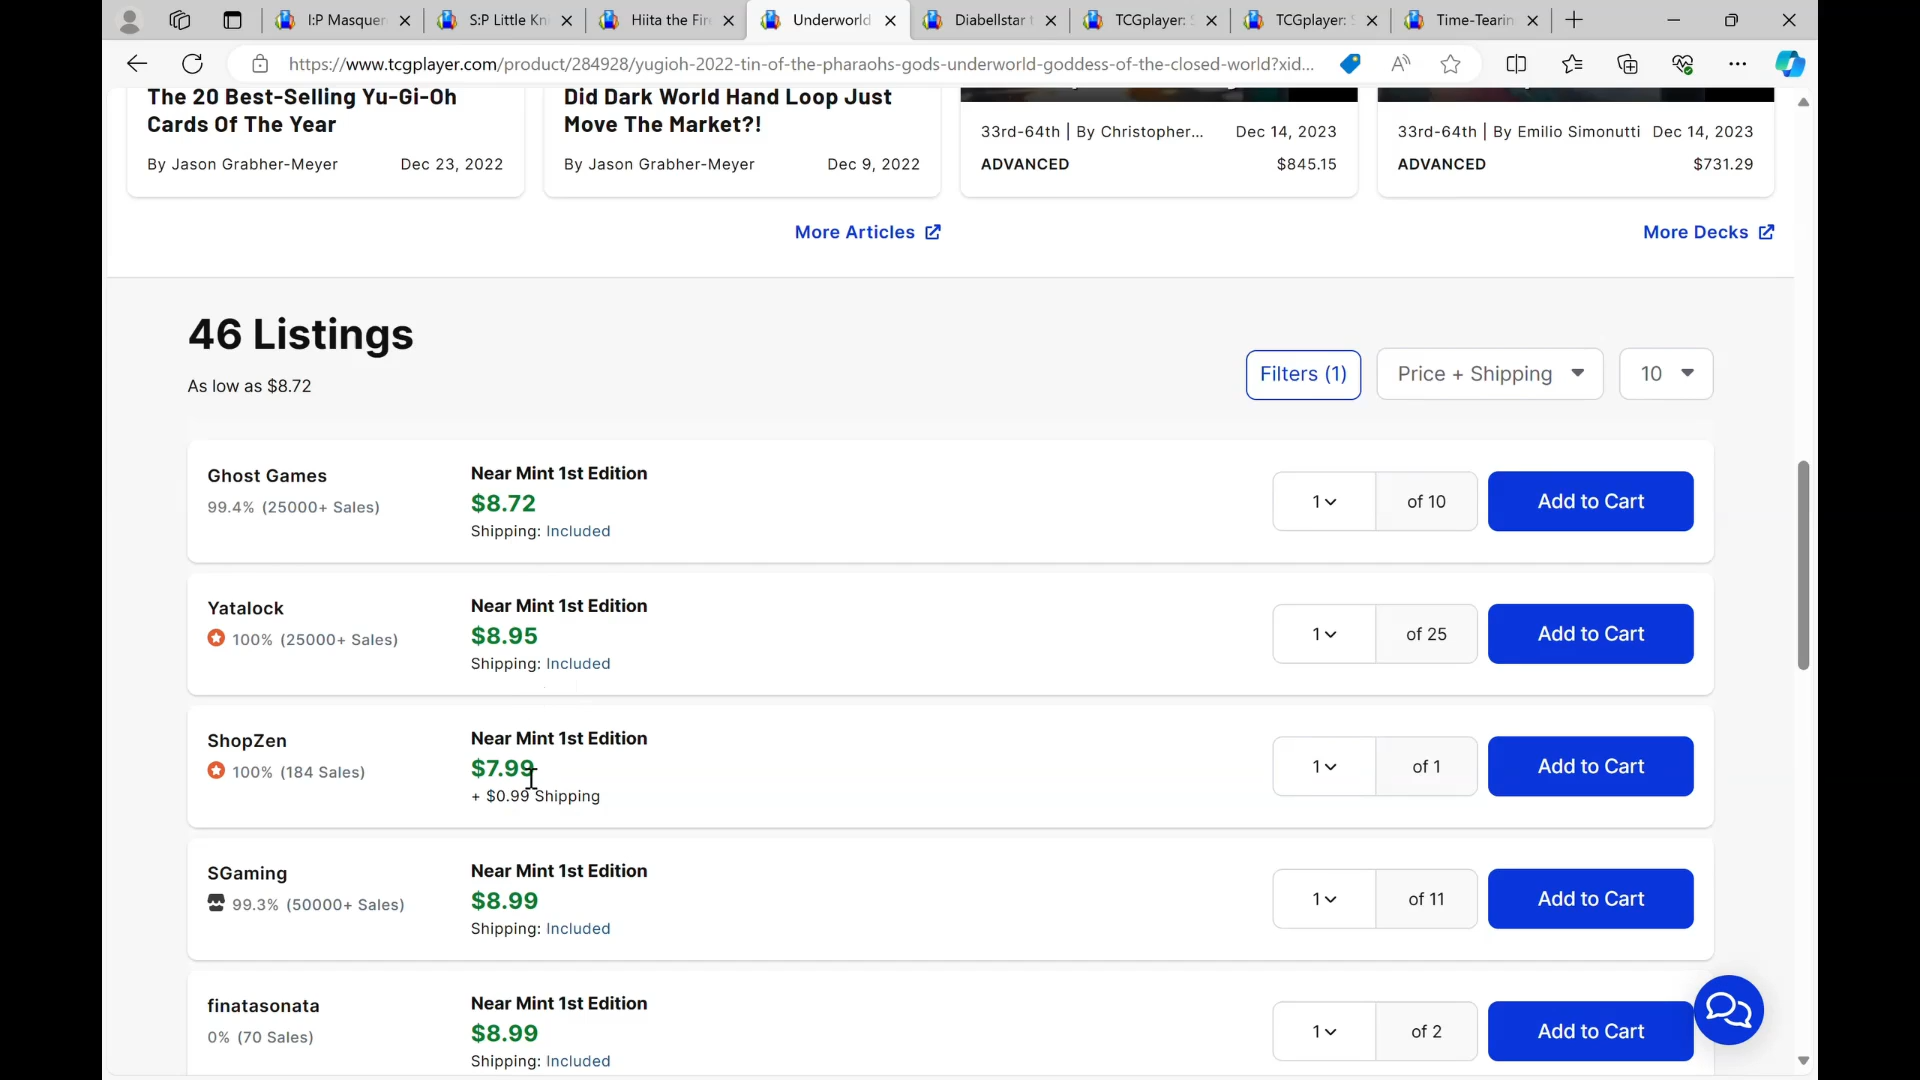 I:P Masquer
S:P Little Kni
Hiita the Fire
Underworld
Diabellstar t
TCGplayer: S
TCGplayer: S
Time-Tearin
https://www.tcgplayer.com/product/284928/yugioh-2022-tin-of-the-pharaohs-gods-underworld-goddess-of-the-closed-world?xid...
The 20 Best-Selling Yu-Gi-Oh
Cards Of The Year
By Jason Grabher-Meyer Dec 23, 2022
Did Dark World Hand Loop Just
Move The Market?!
By Jason Grabher-Meyer Dec 9, 2022
33rd-64th | By Christopher... Dec 14, 2023
ADVANCED $845.15
33rd-64th | By Emilio Simonutti Dec 14, 2023
ADVANCED $731.29
More Articles
More Decks
46 Listings
As low as $8.72
Filters (1)
Price + Shipping
10
Ghost Games
99.4% (25000+ Sales)
Near Mint 1st Edition
$8.72
Shipping: Included
1 of 10
Add to Cart
Yatalock
100% (25000+ Sales)
Near Mint 1st Edition
$8.95
Shipping: Included
1 of 25
Add to Cart
ShopZen
100% (184 Sales)
Near Mint 1st Edition
$7.99
+ $0.99 Shipping
1 of 1
Add to Cart
SGaming
99.3% (50000+ Sales)
Near Mint 1st Edition
$8.99
Shipping: Included
1 of 11
Add to Cart
finatasonata
0% (70 Sales)
Near Mint 1st Edition
$8.99
Shipping: Included
1 of 2
Add to Cart